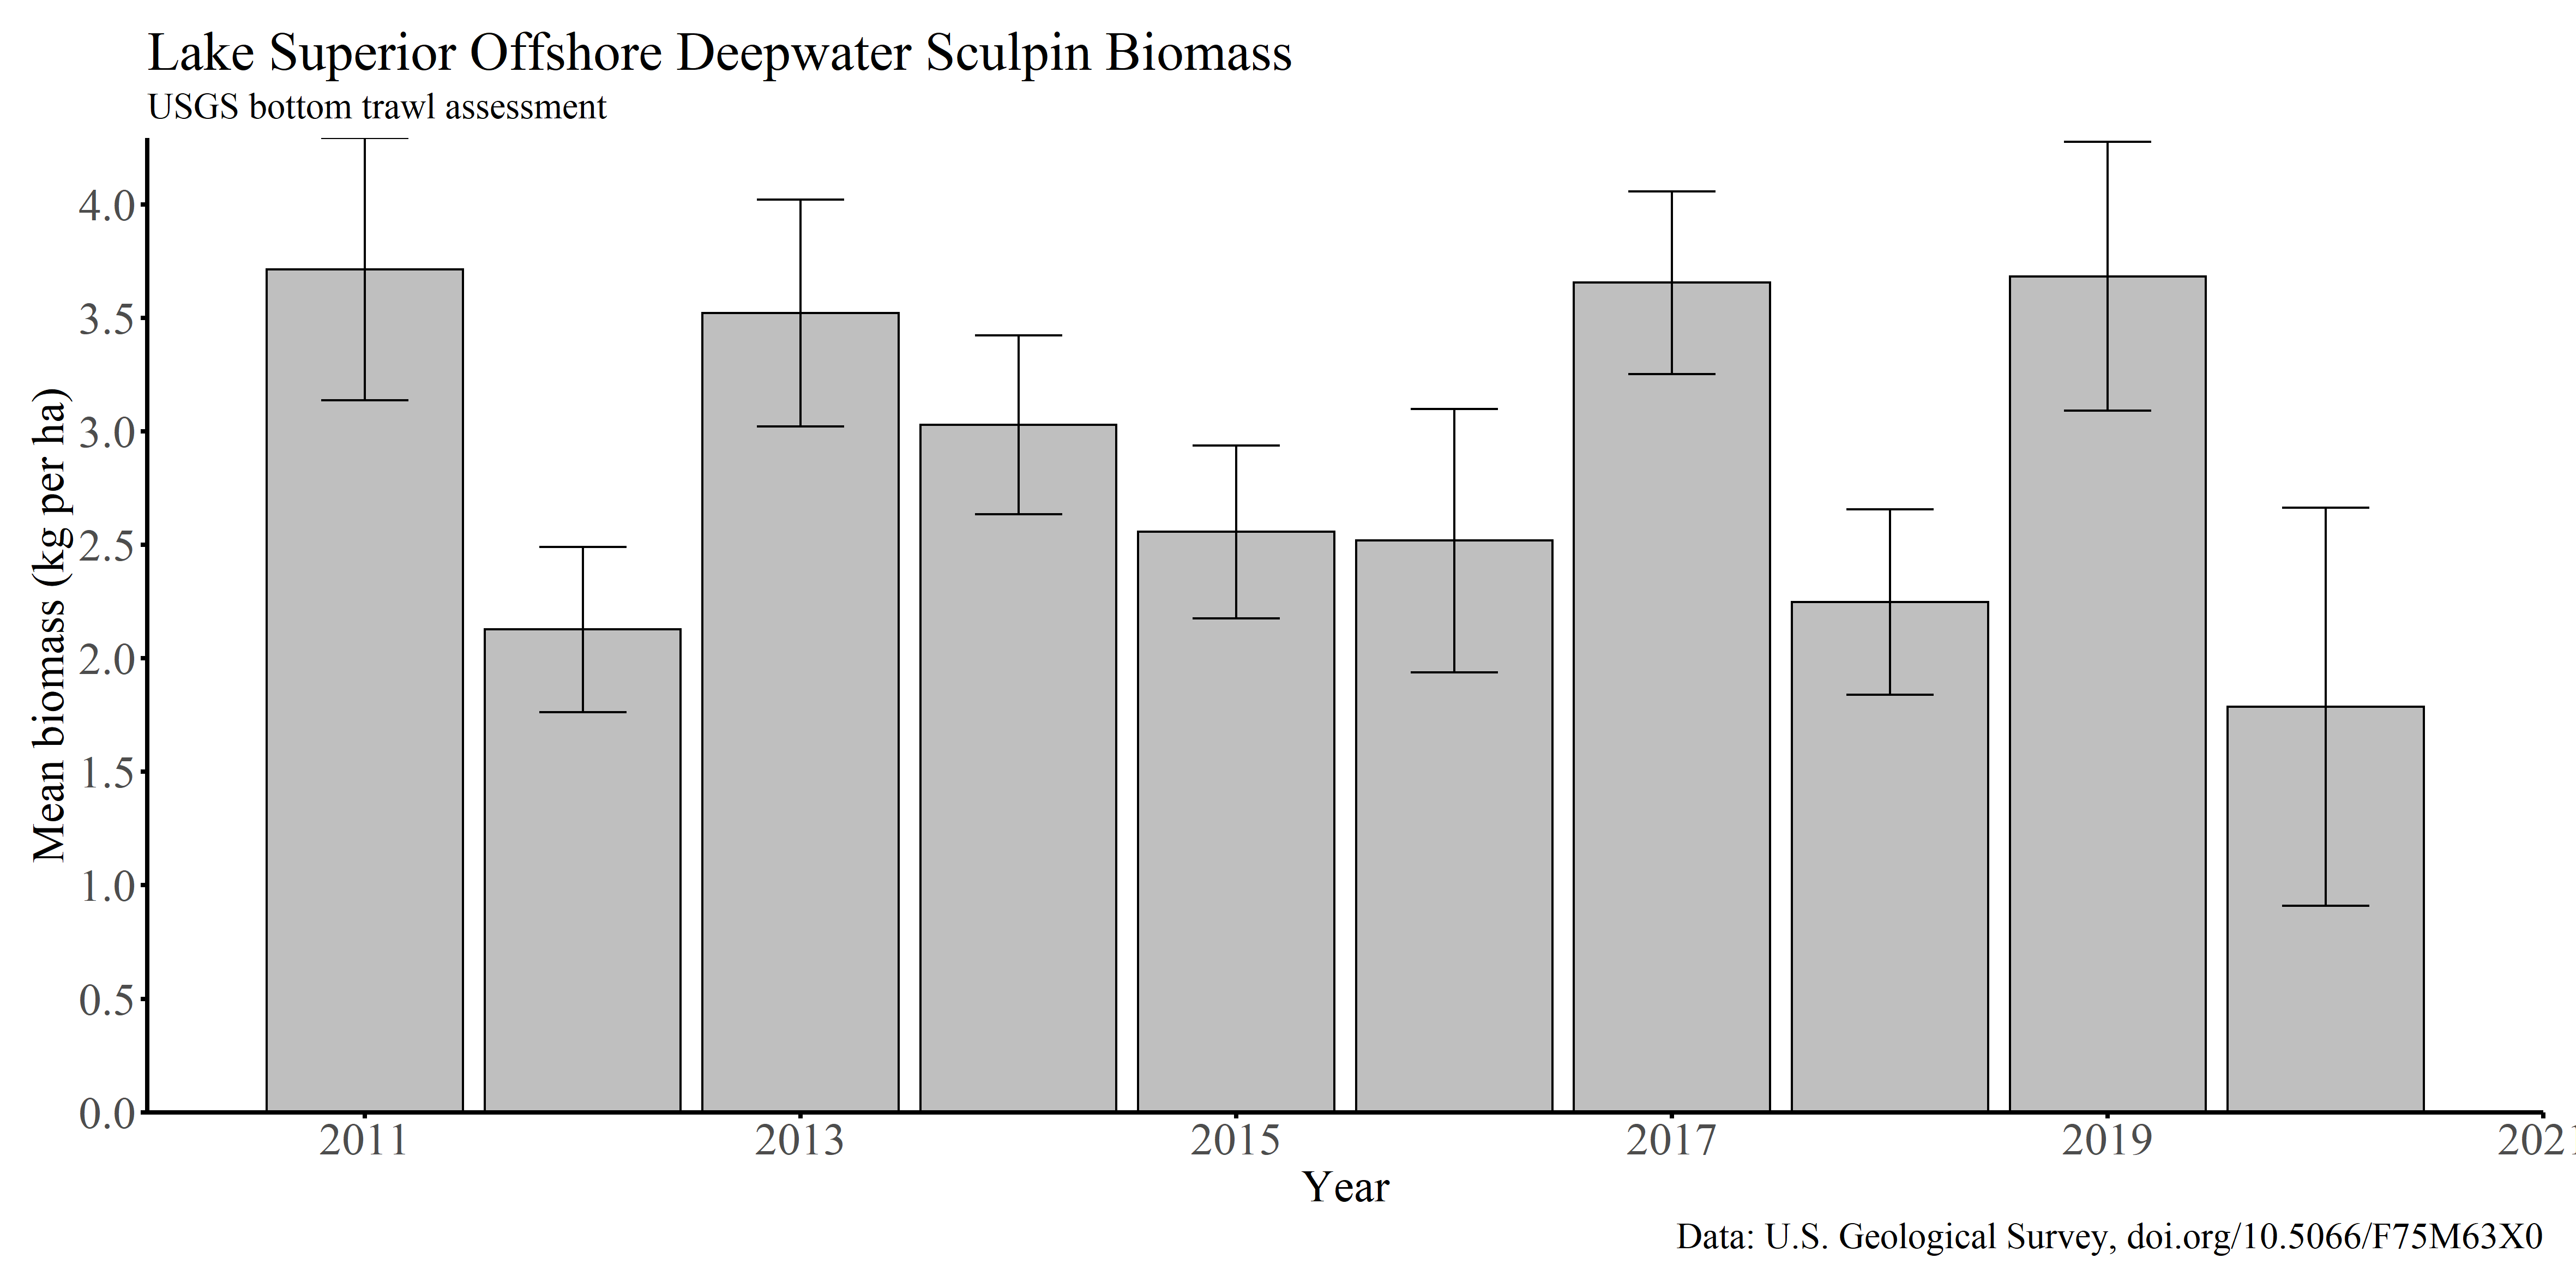 Lake Superior Offshore Deepwater Sculpin Biomass
USGS bottom trawl assessment
Mean biomass (kg per ha)
4.0
3.5
3.0
2.5
2.0
1.5
1.0
0.5
0.0
2011 2013 2015 2017 2019 2021
Year
Data: U.S. Geological Survey, doi.org/10.5066/F75M63X0